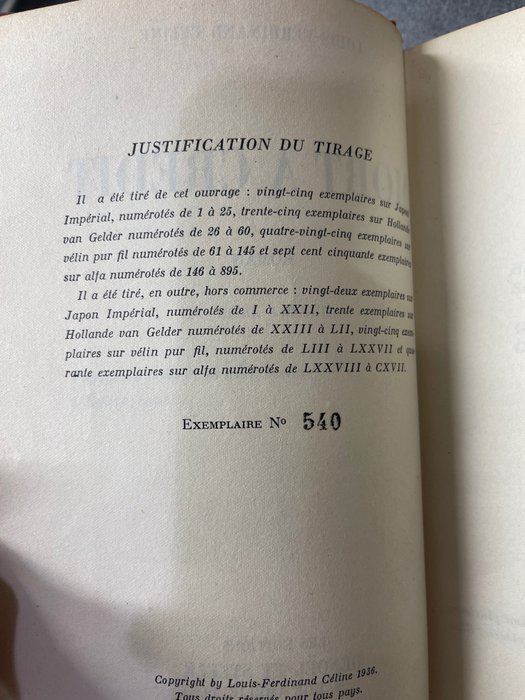 JUSTIFICATION DU TIRAGE
Il a été tiré de cet ouvrage : vingt-cinq exemplaires sur Japon
Impérial, numérotés de 1 à 25, trente-cinq exemplaires sur Hollande
van Gelder numérotés de 26 à 60, quatre-vingt-cinq exemplaires sur
vélin pur fil numérotés de 61 à 145 et sept cent cinquante exemplaires
sur alfa numérotés de 146 à 895.
Il a été tiré, en outre, hors commerce : vingt-deux exemplaires sur
Japon Impérial, numérotés de I à XXII, trente exemplaires sur
Hollande van Gelder numérotés de XXIII à LII, vingt-cinq exem-
plaires sur vélin pur fil, numérotés de LIII à LXXVII et qua-
rante exemplaires sur alfa numérotés de LXXVIII à CXVII.
EXEMPLAIRE No 540
Copyright by Louis-Ferdinand Céline 1936.
Tous droits réservés pour tous pays.